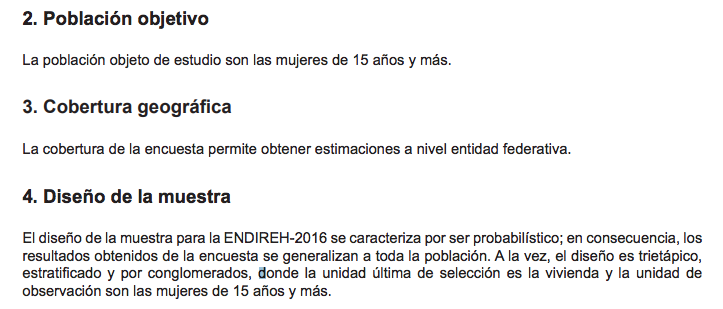 2. Población objetivo
La población objeto de estudio son las mujeres de 15 años y más.
3. Cobertura geográfica
La cobertura de la encuesta permite obtener estimaciones a nivel entidad federativa.
4. Diseño de la muestra
El diseño de la muestra para la ENDIREH-2016 se caracteriza por ser probabilístico; en consecuencia, los
resultados obtenidos de la encuesta se generalizan a toda la población. A la vez, el diseño es trietápico,
estratificado y por conglomerados, donde la unidad última de selección es la vivienda y la unidad de
observación son las mujeres de 15 años y más.